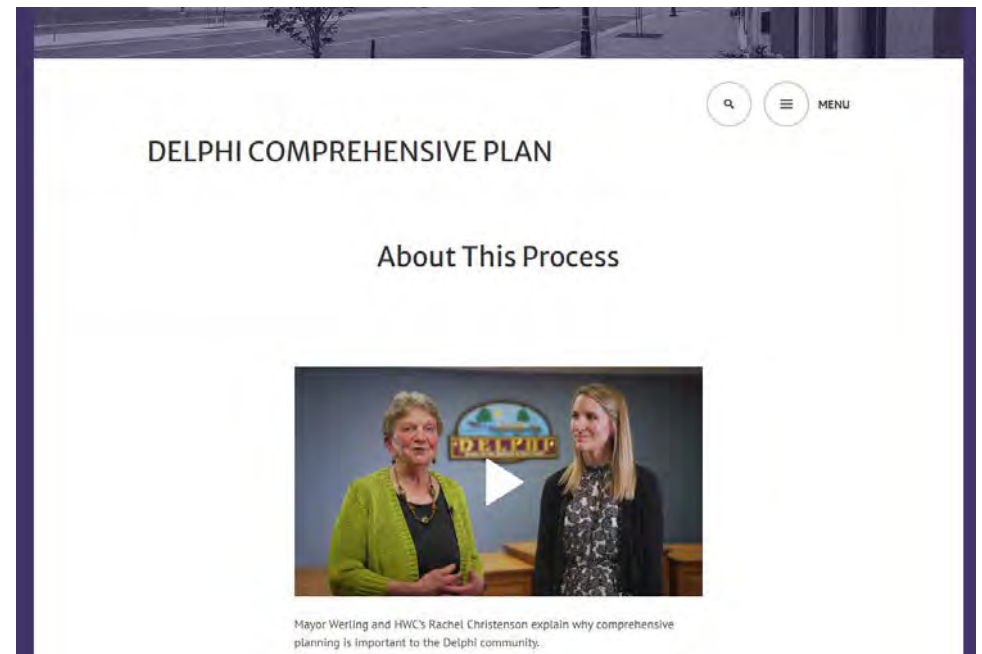 MENU
DELPHI COMPREHENSIVE PLAN
About This Process
DELPHI
Mayor Werling and HWC's Rachel Christenson explain why comprehensive
planning is important to the Delphi community.